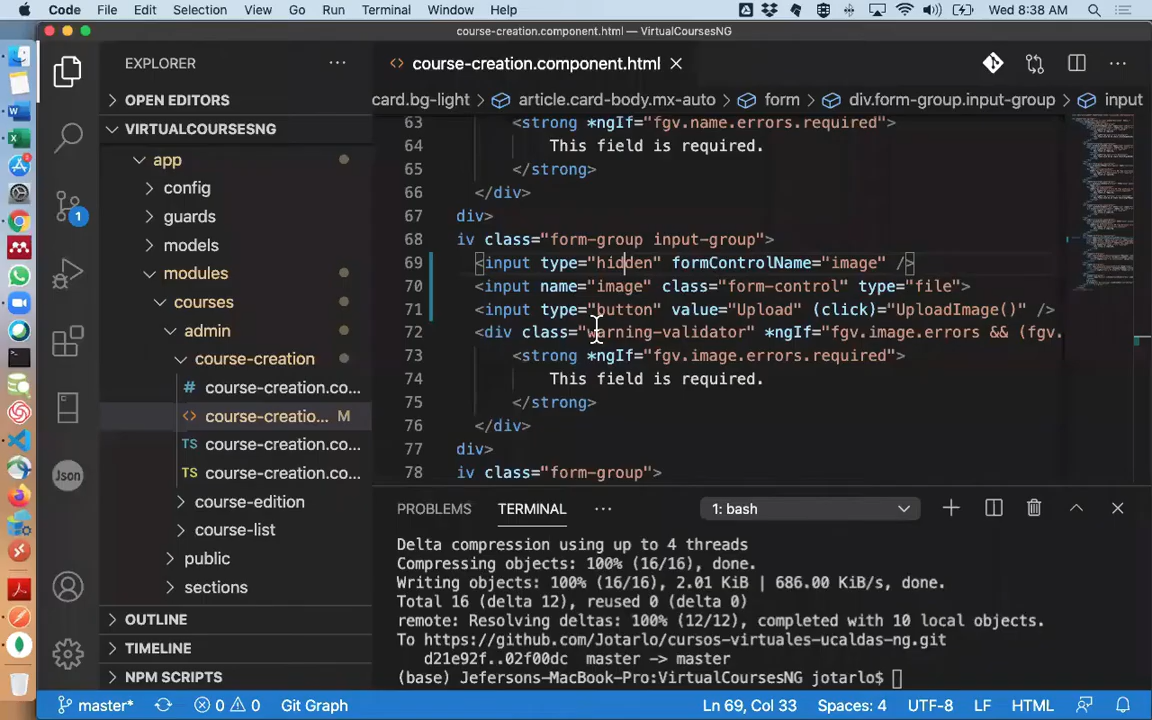 Code File Edit Selection View Go Run Terminal Window Help Wed 8:38 AM
course-creation.component.html — VirtualCoursesNG
EXPLORER
OPEN EDITORS
VIRTUALCOURSESNG
app
config
guards
models
modules
courses
admin
course-creation
# course-creation.co...
<> course-creatio... M
TS course-creation.co...
TS course-creation.co...
course-edition
course-list
public
sections
OUTLINE
TIMELINE
NPM SCRIPTS
1
Json
<> course-creation.component.html
card.bg-light > article.card-body.mx-auto > form > div.form-group.input-group > input
63 <strong *ngIf="fgv.name.errors.required">
64 This field is required.
65 </strong>
66 </div>
67 div>
68 iv class="form-group input-group">
69 <input type="hidden" formControlName="image" />
70 <input name="image" class="form-control" type="file">
71 <input type="button" value="Upload" (click)="UploadImage()" />
72 <div class="warning-validator" *ngIf="fgv.image.errors && (fgv.
73 <strong *ngIf="fgv.image.errors.required">
74 This field is required.
75 </strong>
76 </div>
77 div>
78 iv class="form-group">
PROBLEMS TERMINAL ... 1: bash
Delta compression using up to 4 threads
Compressing objects: 100% (16/16), done.
Writing objects: 100% (16/16), 2.01 KiB | 686.00 KiB/s, done.
Total 16 (delta 12), reused 0 (delta 0)
remote: Resolving deltas: 100% (12/12), completed with 10 local objects.
To https://github.com/Jotarlo/cursos-virtuales-ucaldas-ng.git
d21e92f..02f00dc master -> master
(base) Jefersons-MacBook-Pro:VirtualCoursesNG jotarlo$
master* 0 0 Git Graph Ln 69, Col 33 Spaces: 4 UTF-8 LF HTML